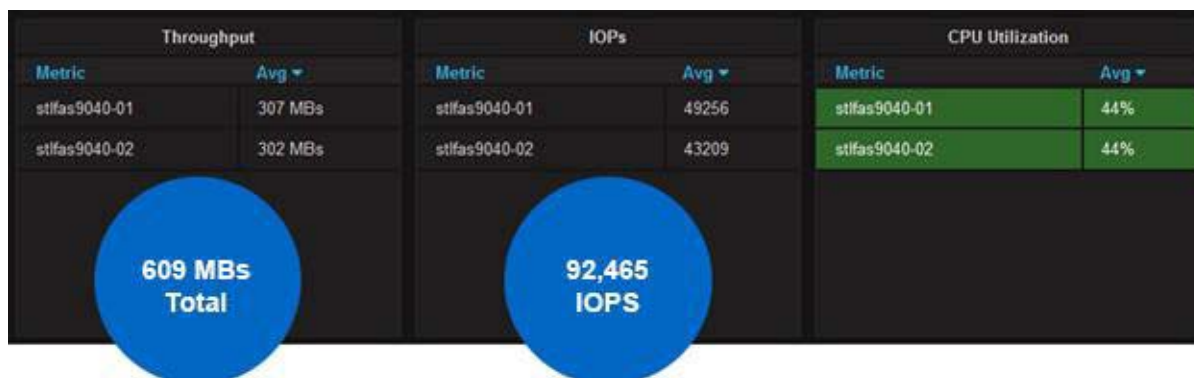 Throughput
Metric Avg
stlfas9040-01 307 MBs
stlfas9040-02 302 MBs
609 MBs
Total
IOPs
Metric Avg
stlfas9040-01 49256
stlfas9040-02 43209
92,465
IOPS
CPU Utilization
Metric Avg
stlfas9040-01 44%
stlfas9040-02 44%